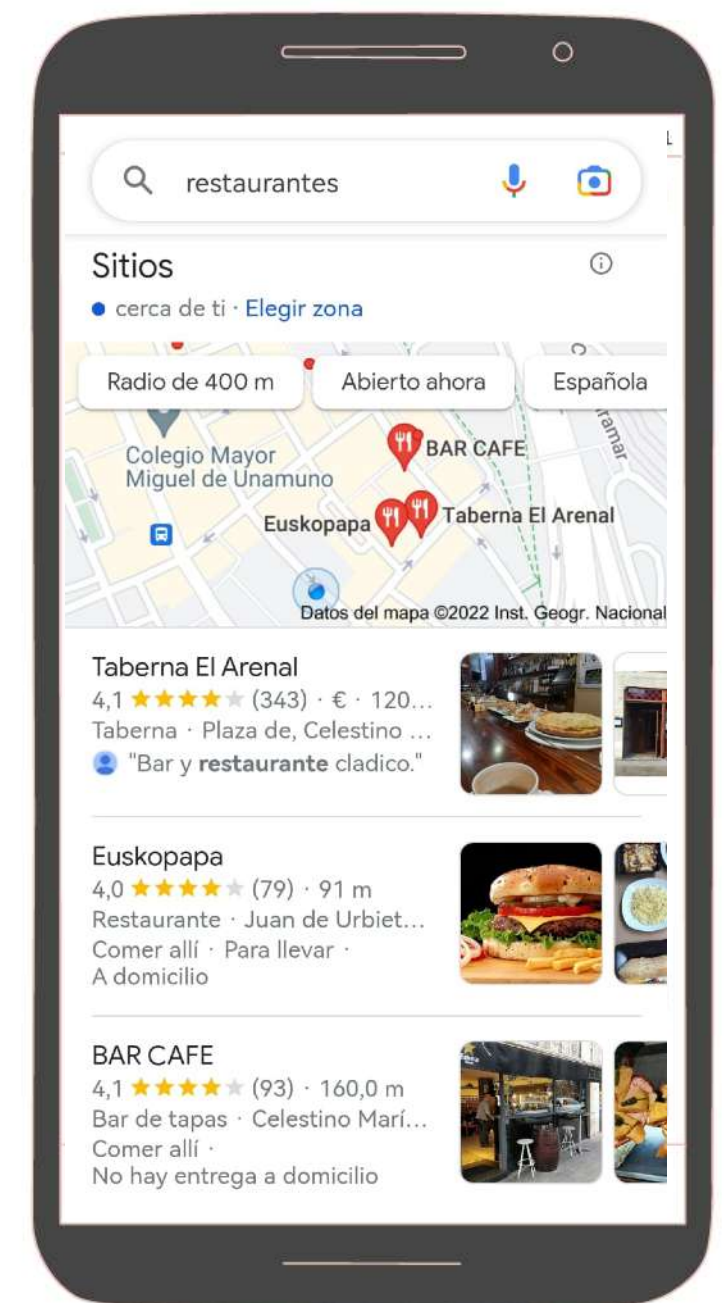 restaurantes
Sitios
cerca de ti · Elegir zona
Radio de 400 m
Abierto ahora
Española
Colegio Mayor
Miguel de Unamuno
BAR CAFE
Euskopapa
Taberna El Arenal
Datos del mapa ©2022 Inst. Geogr. Nacional
Taberna El Arenal
4,1 ★★★★★ (343) · € · 120...
Taberna · Plaza de, Celestino ...
"Bar y restaurante cladico."
Euskopapa
4,0 ★★★★★ (79) · 91 m
Restaurante · Juan de Urbiet...
Comer allí · Para llevar ·
A domicilio
BAR CAFE
4,1 ★★★★★ (93) · 160,0 m
Bar de tapas · Celestino Marí...
Comer allí ·
No hay entrega a domicilio